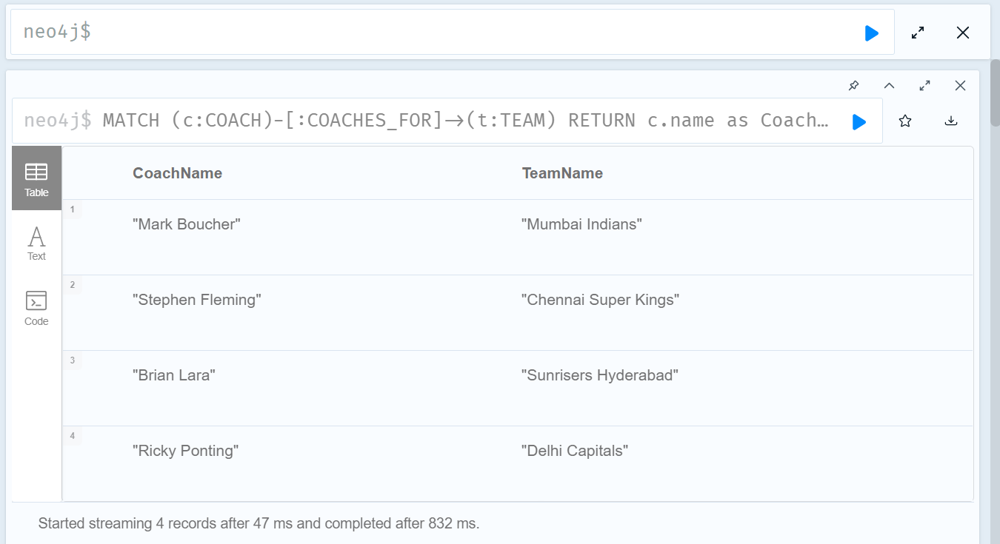 neo4j$
neo4j$ MATCH (c:COACH)-[:COACHES_FOR]→(t:TEAM) RETURN c.name as Coach…
Table
Text
Code
CoachName TeamName
1
"Mark Boucher" "Mumbai Indians"
2
"Stephen Fleming" "Chennai Super Kings"
3
"Brian Lara" "Sunrisers Hyderabad"
4
"Ricky Ponting" "Delhi Capitals"
Started streaming 4 records after 47 ms and completed after 832 ms.